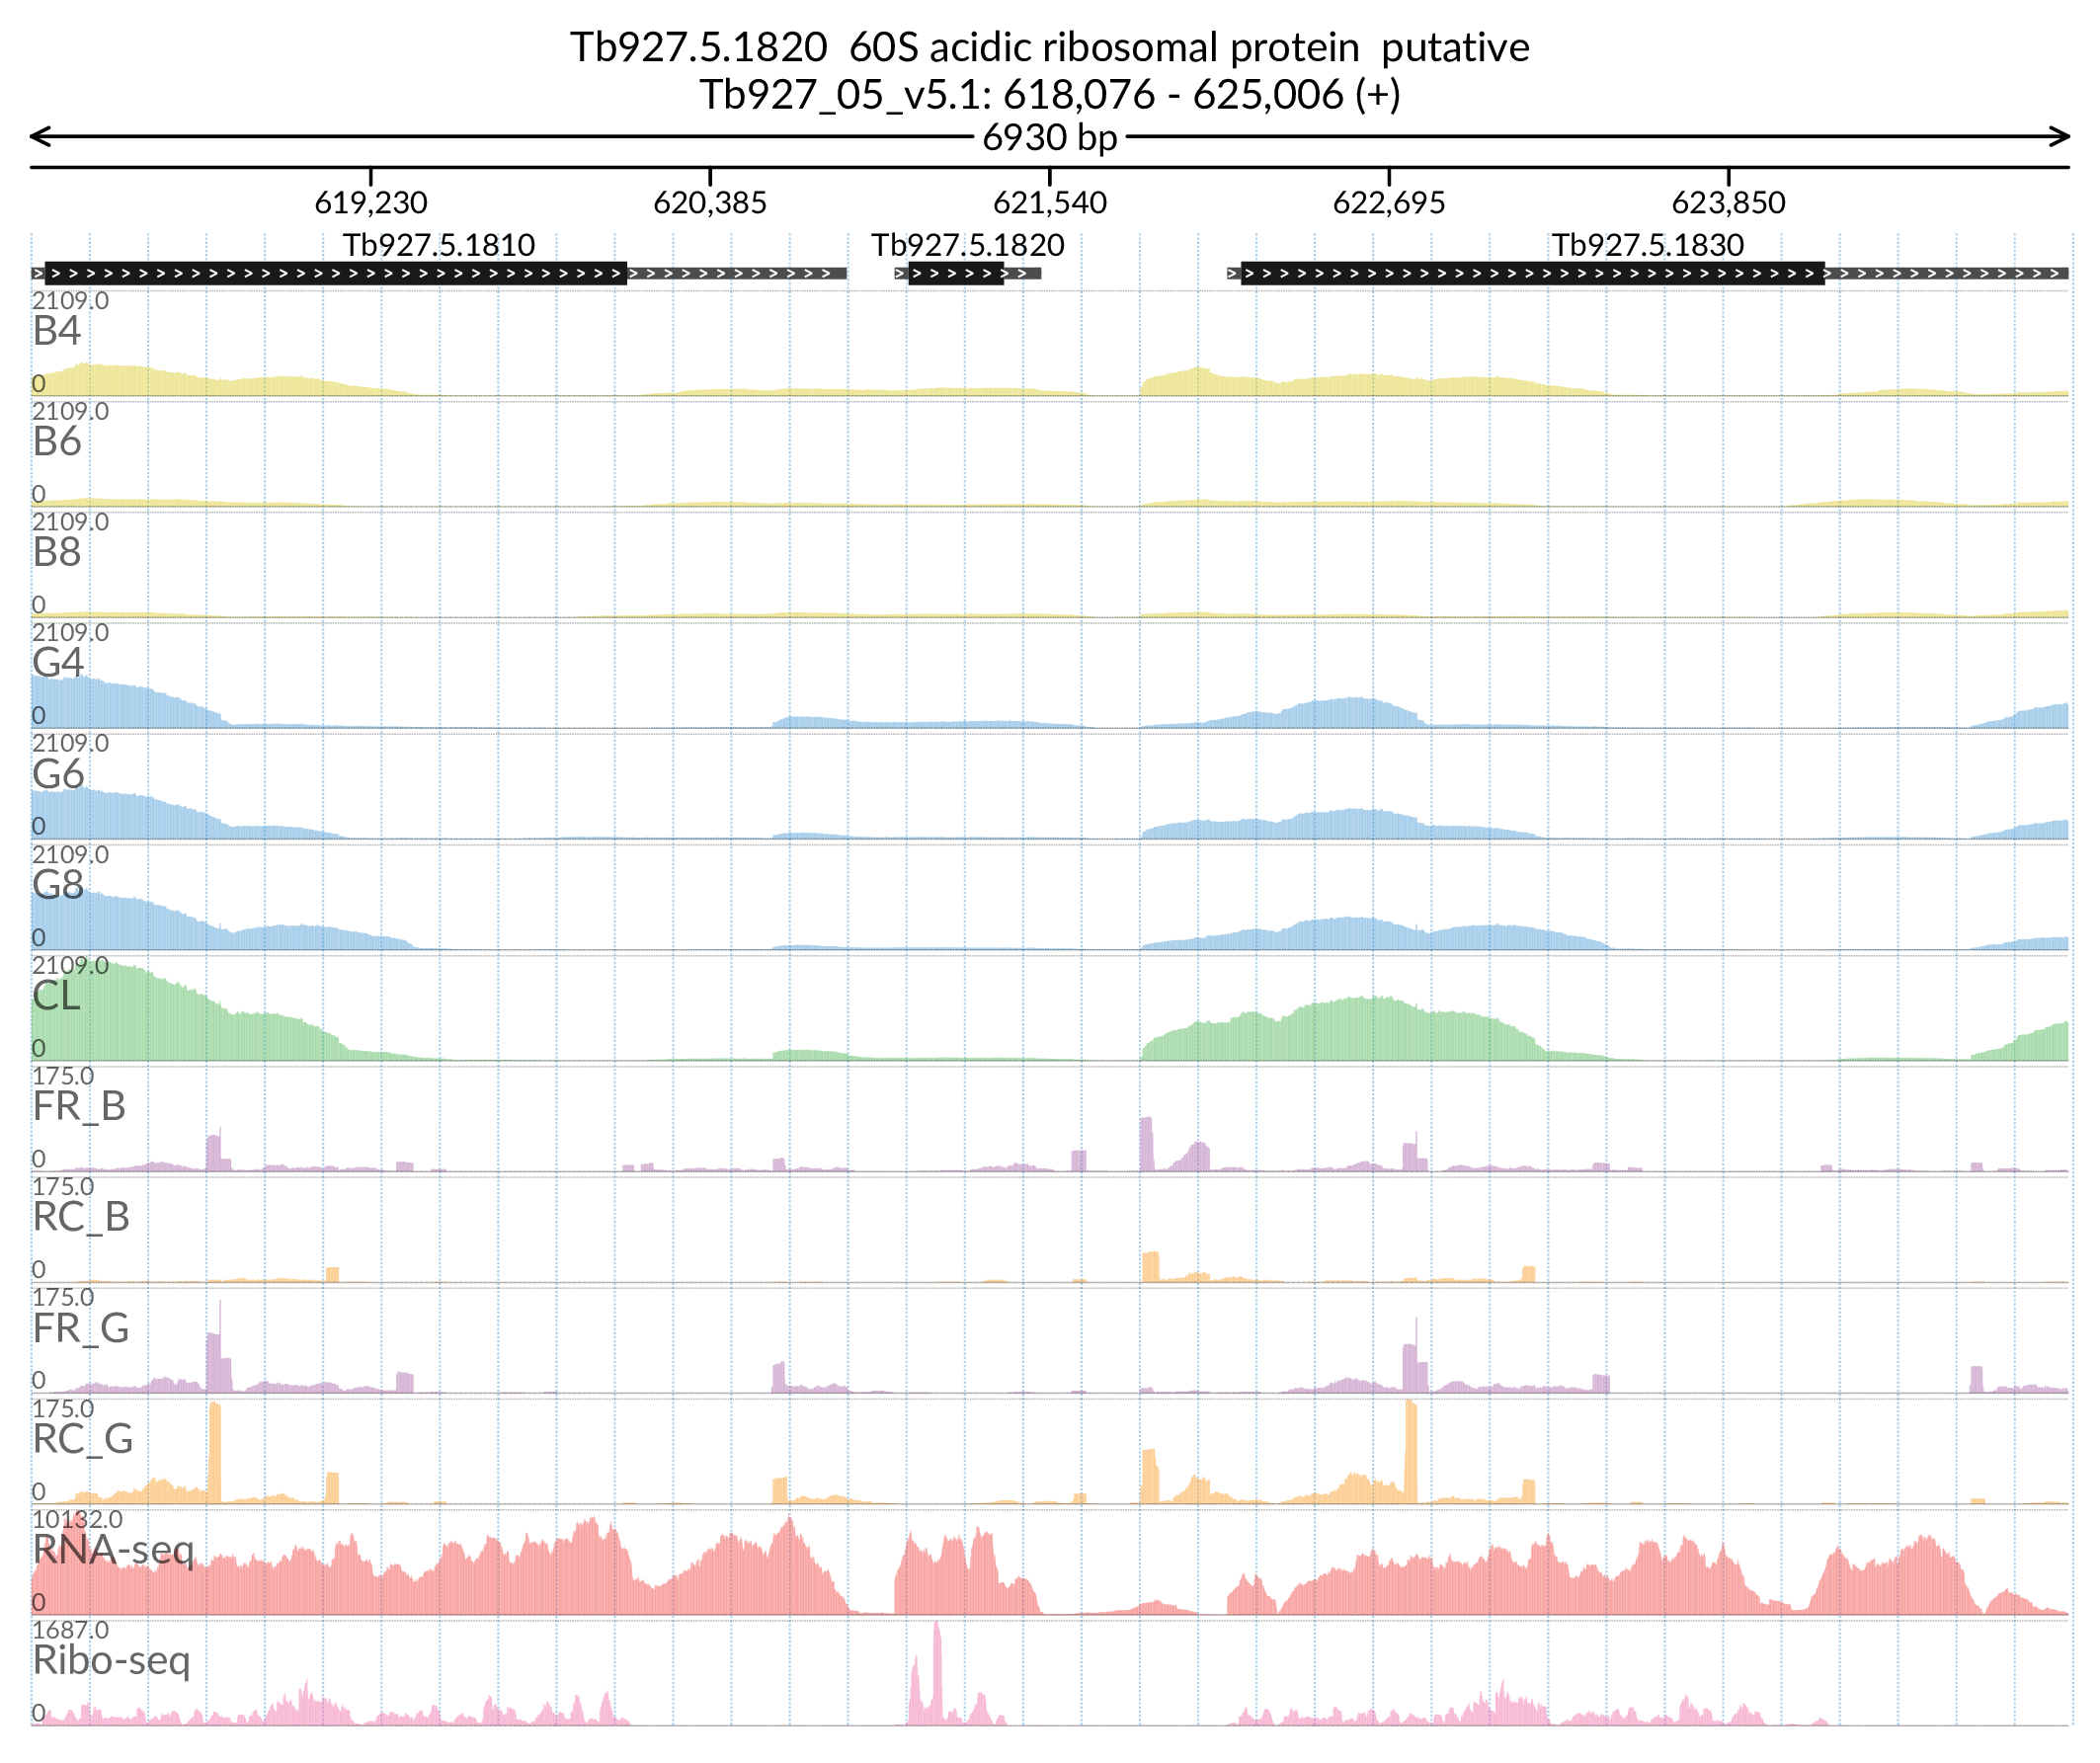 Tb927.5.1820  60S acidic ribosomal protein  putative
Tb927_05_v5.1: 618,076 - 625,006 (+)
6930 bp
619,230 620,385 621,540 622,695 623,850
Tb927.5.1810 Tb927.5.1820 Tb927.5.1830
2109.0
B4
0
2109.0
B6
0
2109.0
B8
0
2109.0
G4
0
2109.0
G6
0
2109.0
G8
0
2109.0
CL
0
175.0
FR_B
0
175.0
RC_B
0
175.0
FR_G
0
175.0
RC_G
0
10132.0
RNA-seq
0
1687.0
Ribo-seq
0